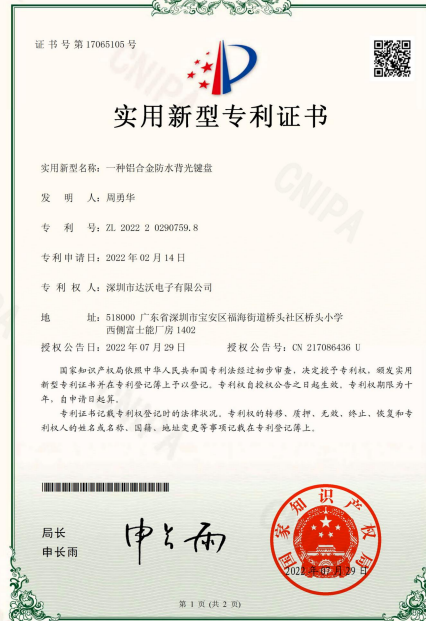 证书号第17065105号
CNIPA
实用新型专利证书
实用新型名称：一种铝合金防水背光键盘
CNIPA
发明人：周勇华
专利号：ZL 2022 2 0290759.8
专利申请日：2022年02月14日
专利权人：深圳市达沃电子有限公司
地址：518000 广东省深圳市宝安区福海街道桥头社区桥头小学
西侧富士能厂房1402
授权公告日：2022年07月29日 授权公告号：CN 217086436 U
国家知识产权局依照中华人民共和国专利法经过初步审查，决定授予专利权，颁发实用
新型专利证书并在专利登记簿上予以登记。专利权自授权公告之日起生效。专利权期限为十
年，自申请日起算。
专利证书记载专利权登记时的法律状况。专利权的转移、质押、无效、终止、恢复和专
利权人的姓名或名称、国籍、地址变更等事项记载在专利登记簿上。
局长
申长雨
申长雨
国家知识产权局
2022年07月29日
第1页(共2页)